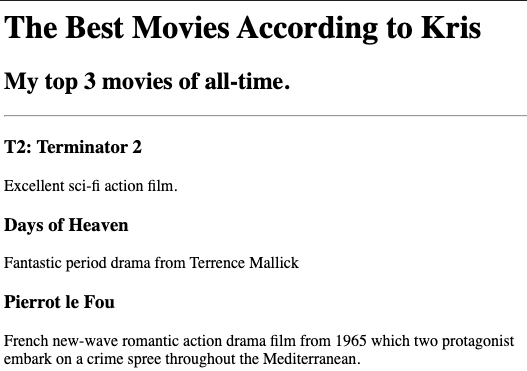 The Best Movies According to Kris
My top 3 movies of all-time.
T2: Terminator 2
Excellent sci-fi action film.
Days of Heaven
Fantastic period drama from Terrence Mallick
Pierrot le Fou
French new-wave romantic action drama film from 1965 which two protagonist
embark on a crime spree throughout the Mediterranean.